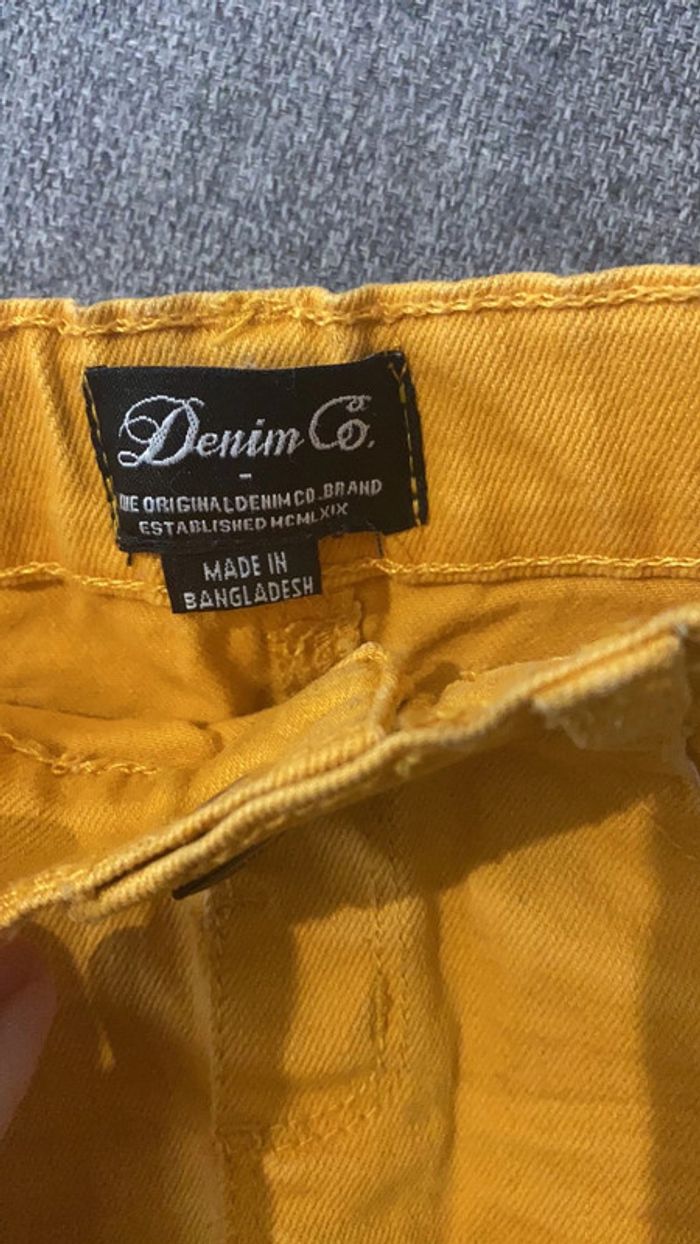 Denim Co.
-
THE ORIGINAL DENIM CO. BRAND
ESTABLISHED MCMLXIX
MADE IN
BANGLADESH